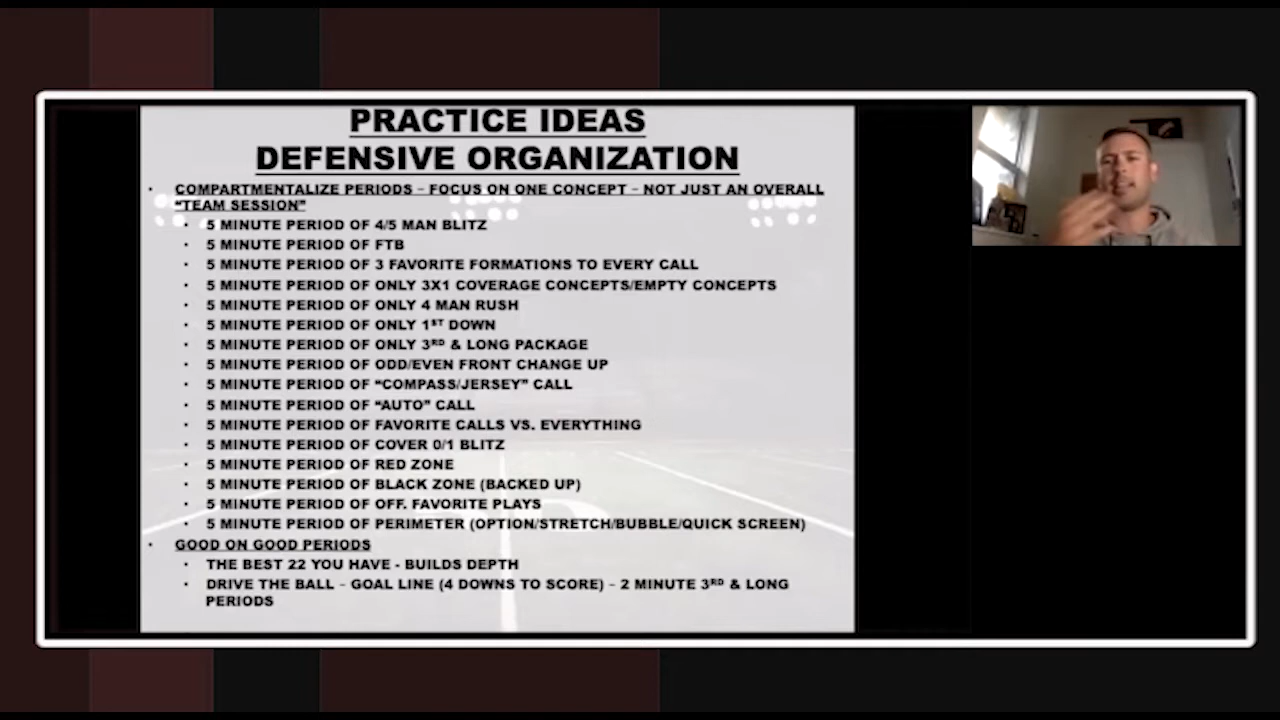 PRACTICE IDEAS
DEFENSIVE ORGANIZATION
• COMPARTMENTALIZE PERIODS – FOCUS ON ONE CONCEPT – NOT JUST AN OVERALL
“TEAM SESSION”
• 5 MINUTE PERIOD OF 4/5 MAN BLITZ
• 5 MINUTE PERIOD OF FTB
• 5 MINUTE PERIOD OF 3 FAVORITE FORMATIONS TO EVERY CALL
• 5 MINUTE PERIOD OF ONLY 3X1 COVERAGE CONCEPTS/EMPTY CONCEPTS
• 5 MINUTE PERIOD OF ONLY 4 MAN RUSH
• 5 MINUTE PERIOD OF ONLY 1ST DOWN
• 5 MINUTE PERIOD OF ONLY 3RD & LONG PACKAGE
• 5 MINUTE PERIOD OF ODD/EVEN FRONT CHANGE UP
• 5 MINUTE PERIOD OF “COMPASS/JERSEY” CALL
• 5 MINUTE PERIOD OF “AUTO” CALL
• 5 MINUTE PERIOD OF FAVORITE CALLS VS. EVERYTHING
• 5 MINUTE PERIOD OF COVER 0/1 BLITZ
• 5 MINUTE PERIOD OF RED ZONE
• 5 MINUTE PERIOD OF BLACK ZONE (BACKED UP)
• 5 MINUTE PERIOD OF OFF. FAVORITE PLAYS
• 5 MINUTE PERIOD OF PERIMETER (OPTION/STRETCH/BUBBLE/QUICK SCREEN)
• GOOD ON GOOD PERIODS
• THE BEST 22 YOU HAVE - BUILDS DEPTH
• DRIVE THE BALL – GOAL LINE (4 DOWNS TO SCORE) – 2 MINUTE 3RD & LONG
PERIODS